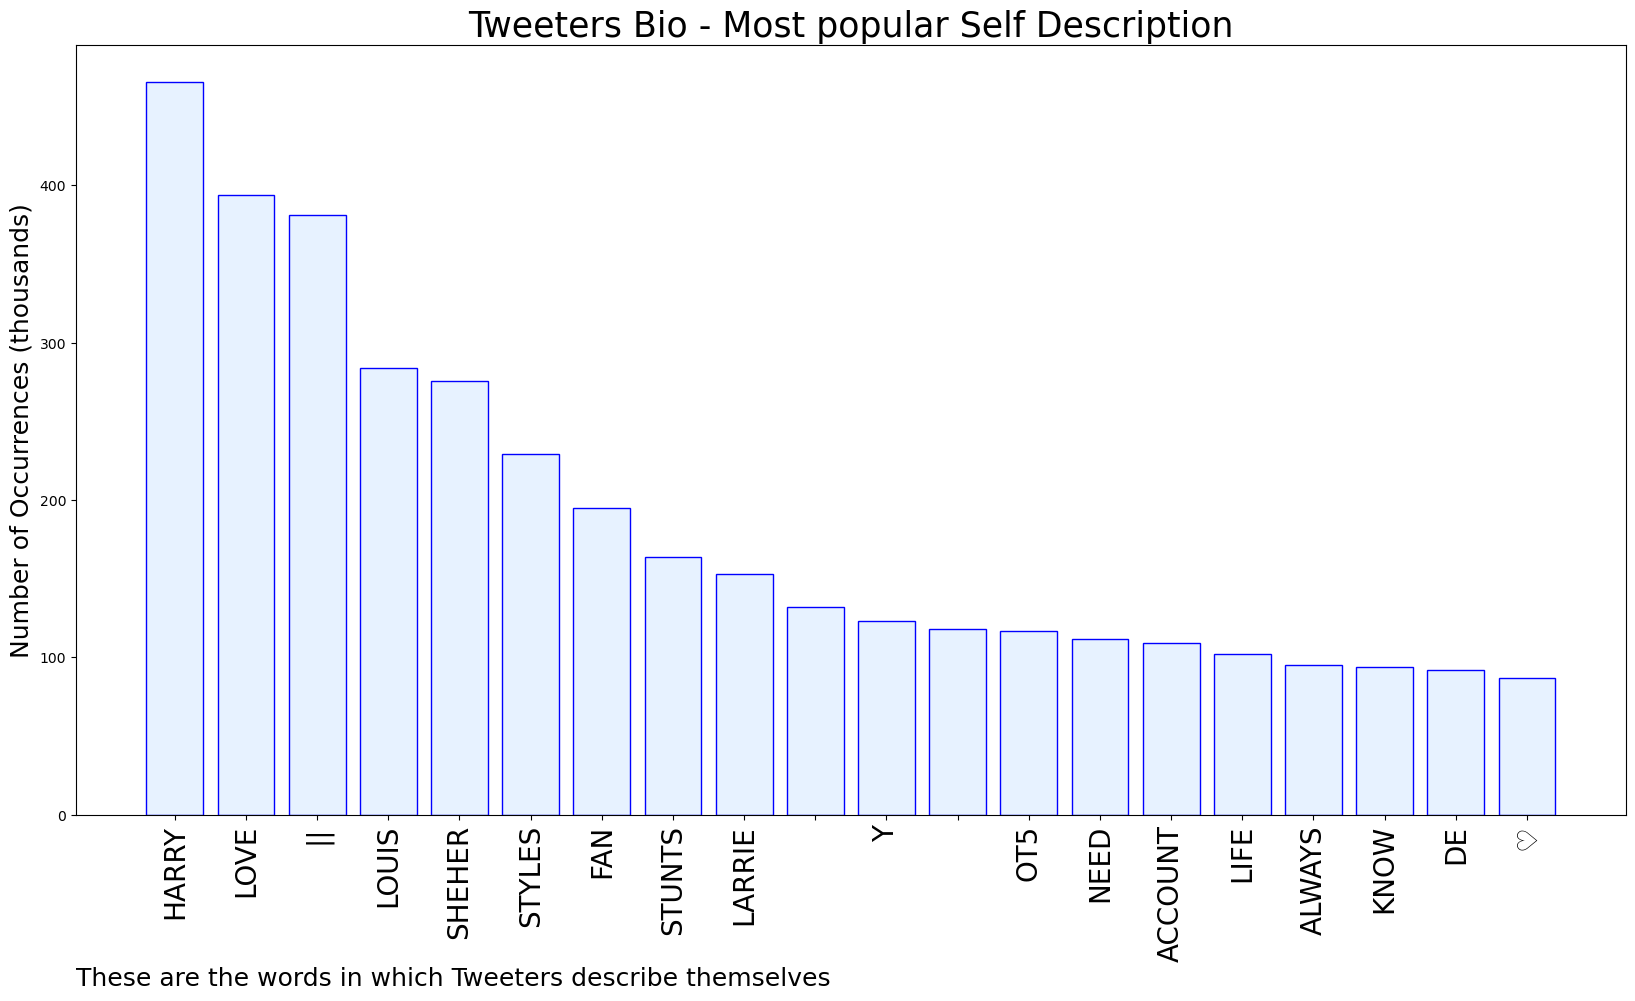 Tweeters Bio - Most popular Self Description
Number of Occurrences (thousands)
400
300
200
100
0
HARRY
LOVE
||
LOUIS
SHEHER
STYLES
FAN
STUNTS
LARRIE
Y
OT5
NEED
ACCOUNT
LIFE
ALWAYS
KNOW
DE
♡
These are the words in which Tweeters describe themselves